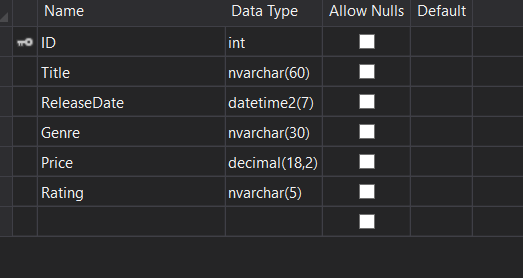 Name Data Type Allow Nulls Default
ID int
Title nvarchar(60)
ReleaseDate datetime2(7)
Genre nvarchar(30)
Price decimal(18,2)
Rating nvarchar(5)